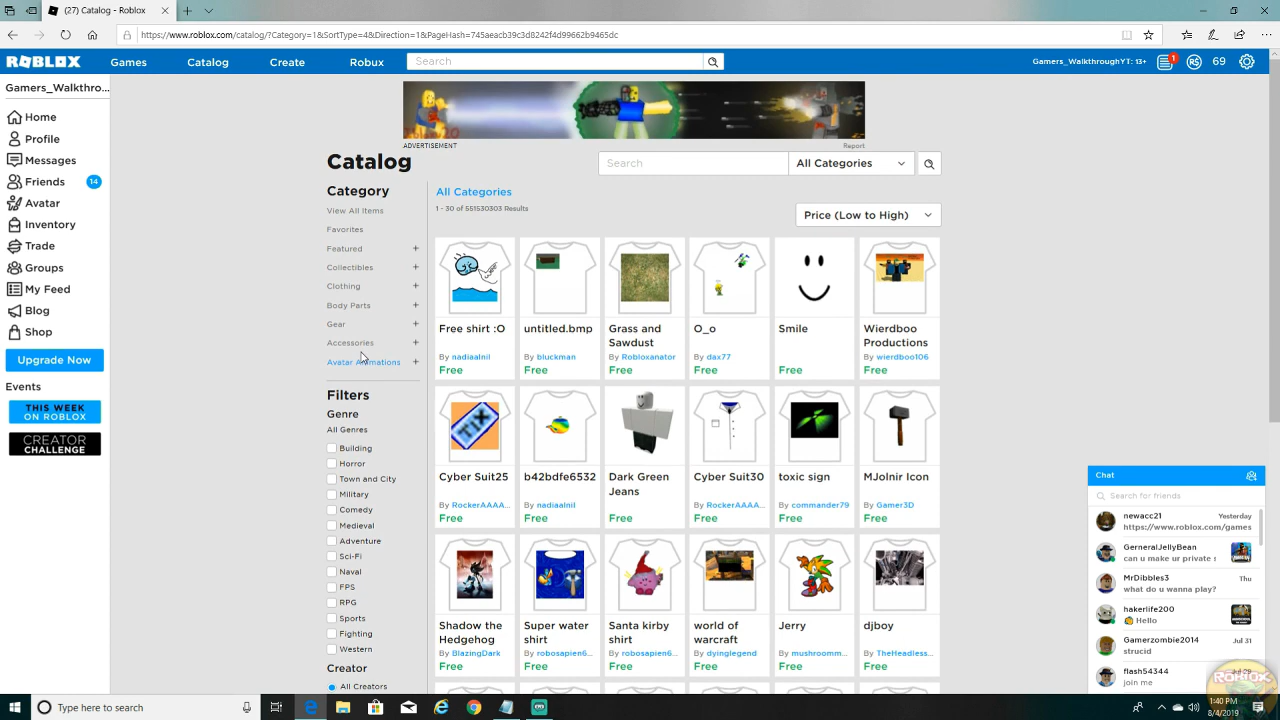 (27) Catalog - Roblox
https://www.roblox.com/catalog/?Category=1&SortType=4&Direction=1&PageHash=745aeacb39c3d8242f4d99662b9465dc
ROBLOX Games Catalog Create Robux Search Gamers_WalkthroughYT: 13+ 1 69
Gamers_Walkthro...
Home
Profile
Messages
Friends 14
Avatar
Inventory
Trade
Groups
My Feed
Blog
Shop
Upgrade Now
Events
THIS WEEK
ON ROBLOX
CREATOR
CHALLENGE
ADVERTISEMENT Report
Catalog Search All Categories
Category
View All Items
Favorites
Featured +
Collectibles +
Clothing +
Body Parts +
Gear +
Accessories +
Avatar Animations +
Filters
Genre
All Genres
Building
Horror
Town and City
Military
Comedy
Medieval
Adventure
Sci-Fi
Naval
FPS
RPG
Sports
Fighting
Western
Creator
All Creators
All Categories
1 - 30 of 551530303 Results
Price (Low to High)
Free shirt :O
By nadiaalnil
Free
untitled.bmp
By bluckman
Free
Grass and
Sawdust
By Robloxanator
Free
O_o
By dax77
Free
Smile
Free
Wierdboo
Productions
By wierdboo106
Free
TIX
Cyber Suit25
By RockerAAAA...
Free
b42bdfe6532
By nadiaalnil
Free
Dark Green
Jeans
Free
Cyber Suit30
By RockerAAAA...
Free
toxic sign
By commander79
Free
MJolnir Icon
By Gamer3D
Free
Shadow the
Hedgehog
By BlazingDark
Free
Super water
shirt
By robosapien6...
Free
Santa kirby
shirt
By robosapien6...
Free
world of
warcraft
By dyinglegend
Free
Jerry
By mushroomm...
Free
djboy
By TheHeadless...
Free
Chat
Search for friends
newacc21 Yesterday
https://www.roblox.com/games
GerneralJellyBean Fri
can u make ur private s
MrDibbles3 Thu
what do u wanna play?
hakerlife200
👋 Hello
Gamerzombie2014 Jul 31
strucid
flash54344
join me
ROBLOX
Type here to search
1:40 PM
8/4/2019